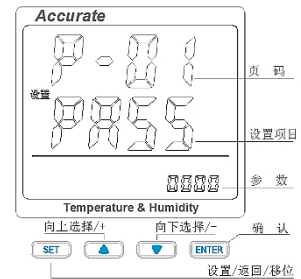 Accurate
P-01
页 码
设置
PASS
设置项目
0000
参 数
Temperature & Humidity
向上选择/+
向下选择/-
确 认
SET
ENTER
设置/返回/移位